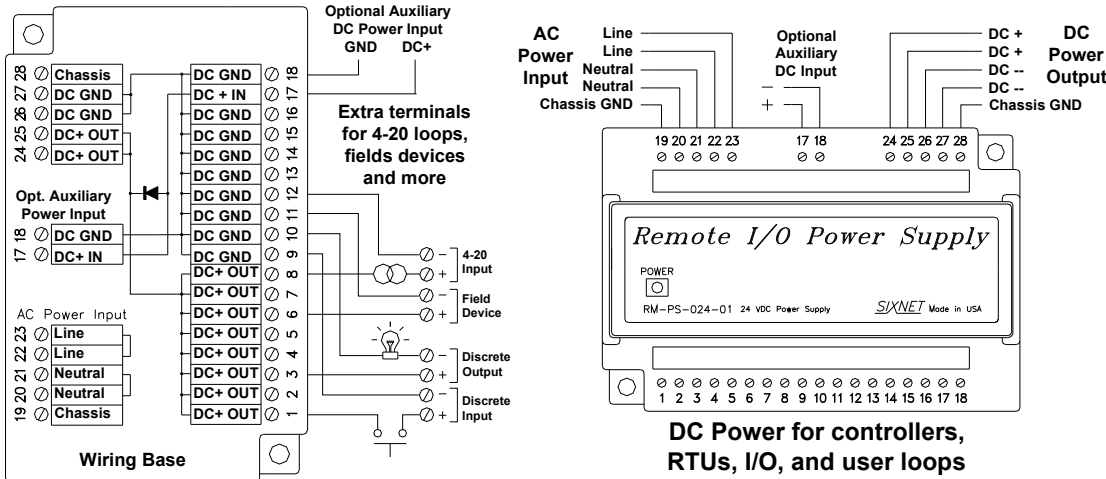 Optional Auxiliary
DC Power Input
GND DC+
28 Chassis
27 DC GND
26 DC GND
25 DC+ OUT
24 DC+ OUT
Opt. Auxiliary
Power Input
18 DC GND
17 DC+ IN
AC Power Input
23 Line
22 Line
21 Neutral
20 Neutral
19 Chassis
DC GND 18
DC + IN 17
DC GND 16
DC GND 15
DC GND 14
DC GND 13
DC GND 12
DC GND 11
DC GND 10
DC GND 9
DC+ OUT 8
DC+ OUT 7
DC+ OUT 6
DC+ OUT 5
DC+ OUT 4
DC+ OUT 3
DC+ OUT 2
DC+ OUT 1
Wiring Base
Extra terminals
for 4-20 loops,
fields devices
and more
- 4-20
+ Input
- Field
+ Device
- Discrete
+ Output
- Discrete
+ Input
AC
Power
Input
Line
Line
Neutral
Neutral
Chassis GND
Optional
Auxiliary
DC Input
-
+
DC +
DC +
DC --
DC --
Chassis GND
DC
Power
Output
19 20 21 22 23 17 18 24 25 26 27 28
Remote I/O Power Supply
POWER
RM-PS-024-01 24 VDC Power Supply SIXNET Made in USA
1 2 3 4 5 6 7 8 9 10 11 12 13 14 15 16 17 18
DC Power for controllers,
RTUs, I/O, and user loops